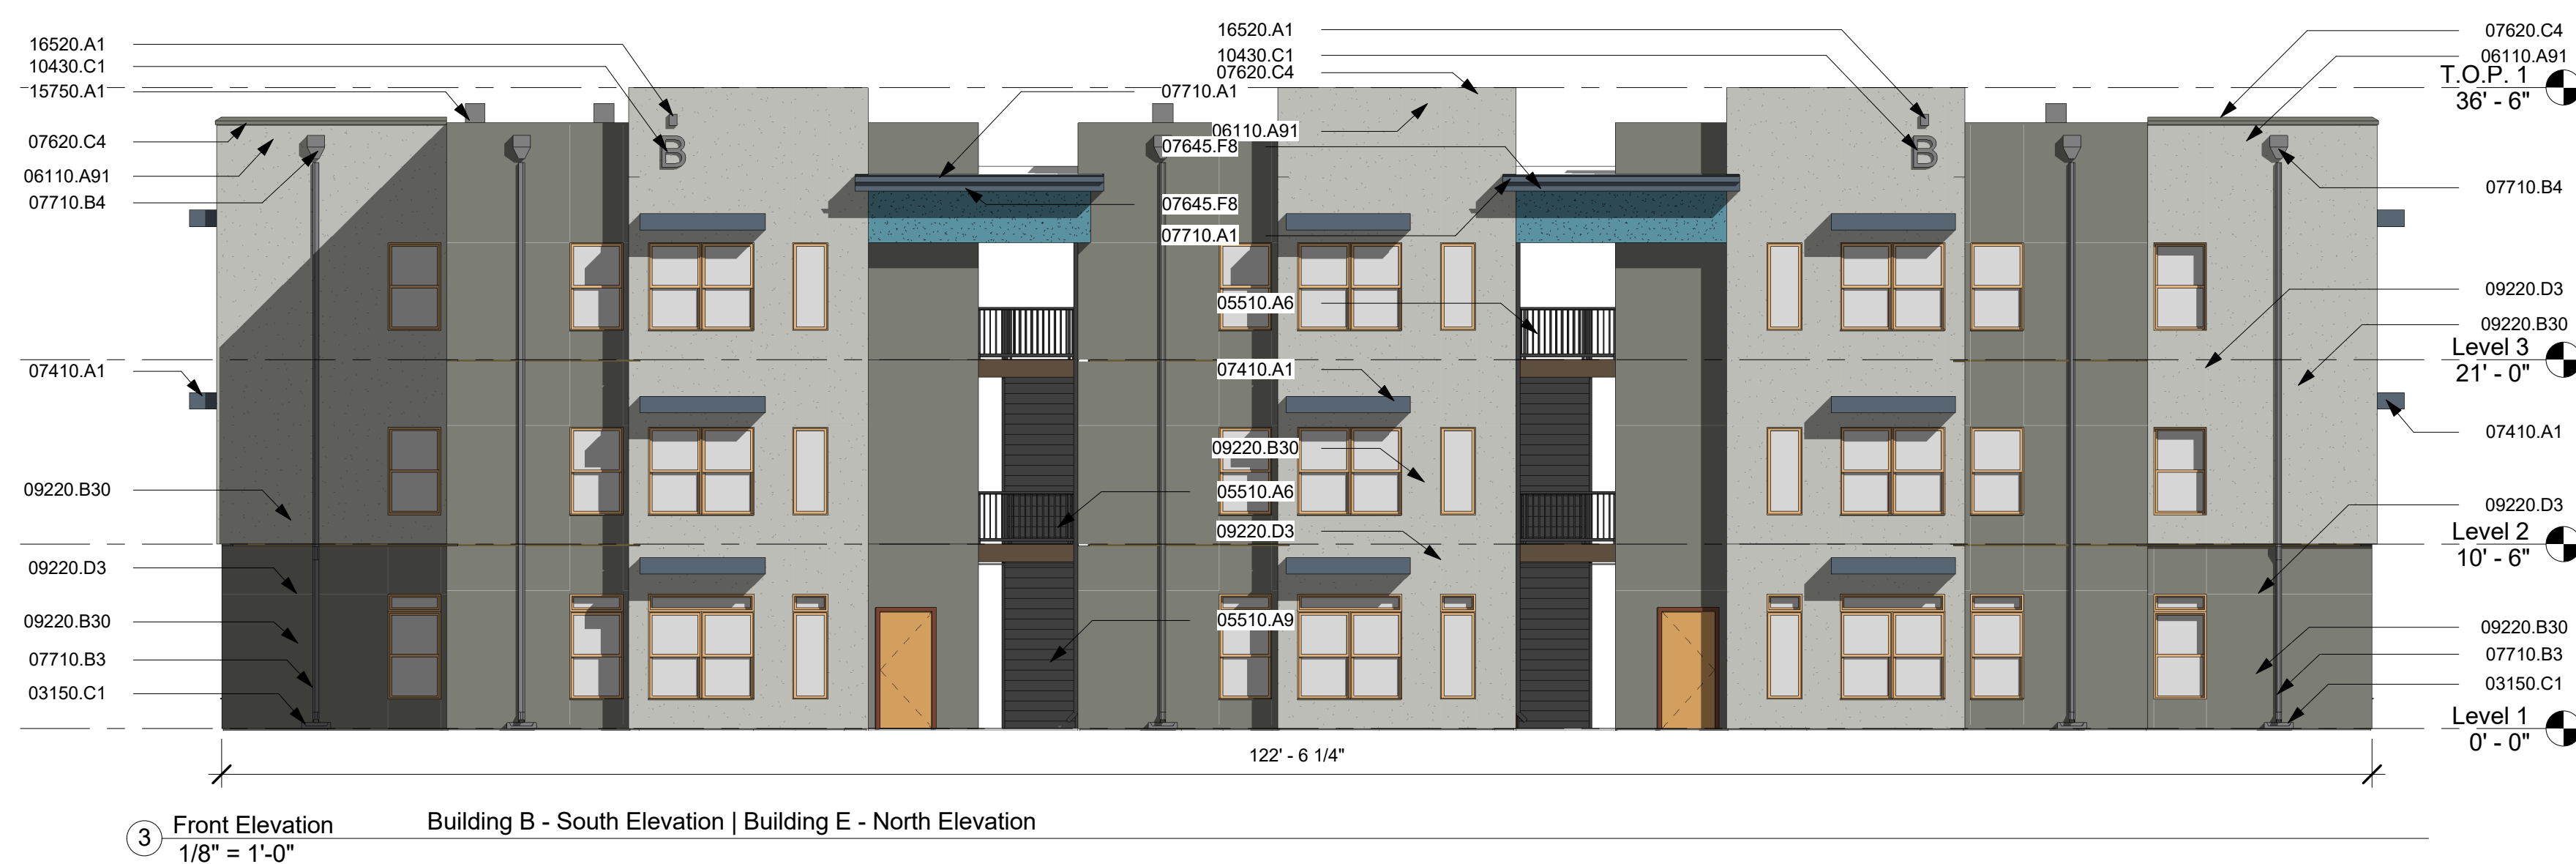 16520.A1
10430.C1
15750.A1
07620.C4
06110.A91
07710.B4
07410.A1
09220.B30
09220.D3
09220.B30
07710.B3
03150.C1
B
07710.A1
07645.F8
16520.A1
10430.C1
07620.C4
06110.A91
07645.F8
07710.A1
05510.A6
07410.A1
09220.B30
05510.A6
09220.D3
05510.A9
B
07620.C4
06110.A91
T.O.P. 1
36' - 6"
07710.B4
09220.D3
09220.B30
Level 3
21' - 0"
07410.A1
09220.D3
Level 2
10' - 6"
09220.B30
07710.B3
03150.C1
Level 1
0' - 0"
122' - 6 1/4"
3 Front Elevation Building B - South Elevation | Building E - North Elevation
1/8" = 1'-0"